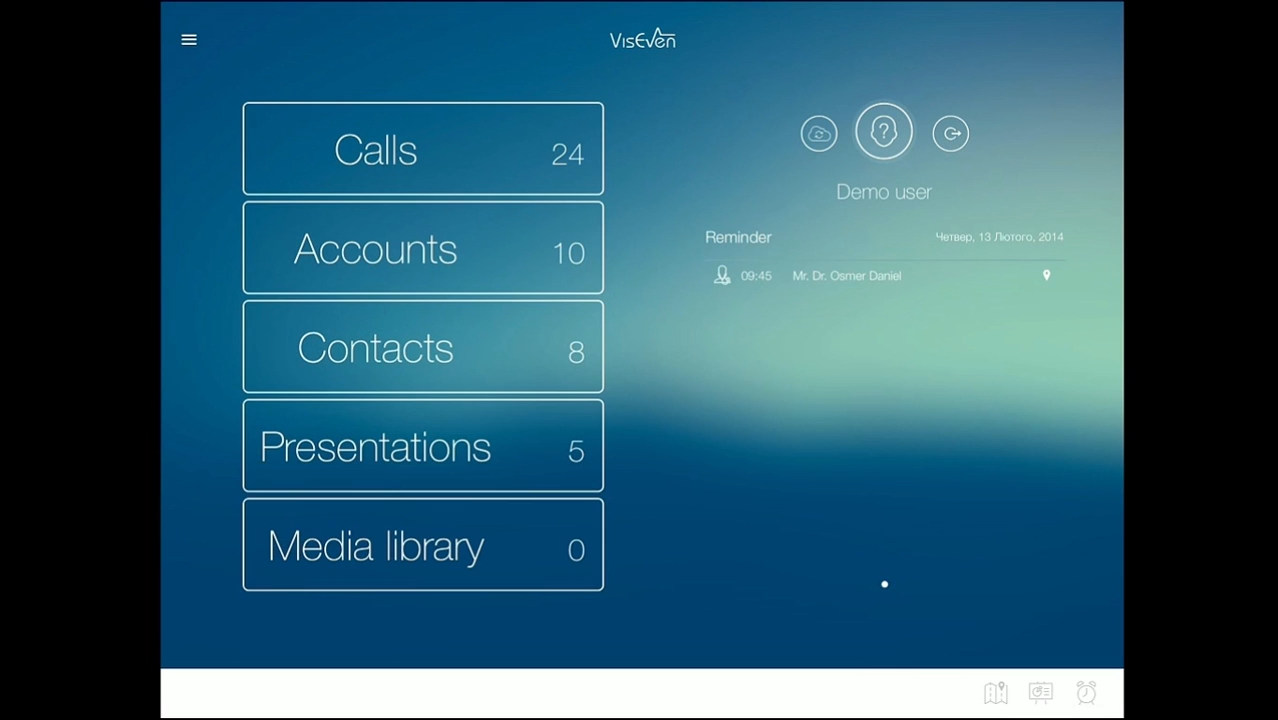 VISEVEN
Calls 24
Accounts 10
Contacts 8
Presentations 5
Media library 0
?
Demo user
Reminder Четвер, 13 Лютого, 2014
09:45 Mr. Dr. Osmer Daniel